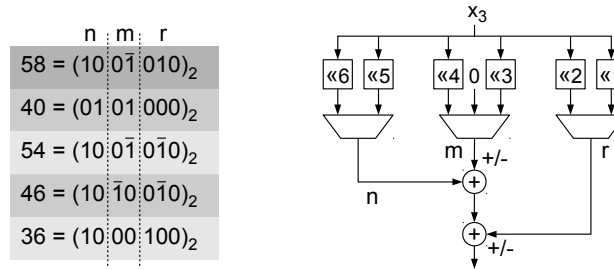 n m r
58 = (10 01̄ 010)₂
40 = (01 01 000)₂
54 = (10 01̄ 01̄0)₂
46 = (10 1̄0 01̄0)₂
36 = (10 00 100)₂
x₃
«6 «5 «4 0 «3 «2
m +/- r
n +
+
+/-